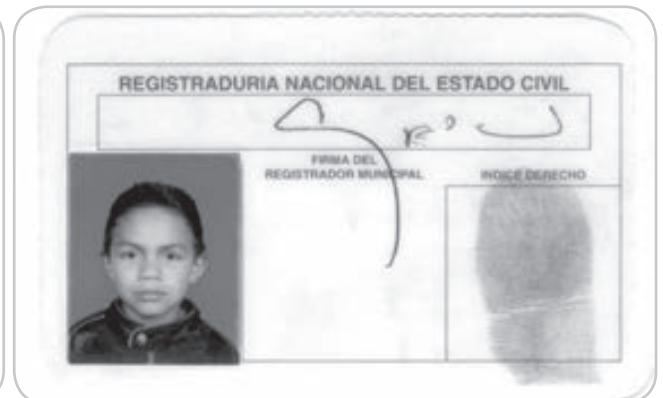 REGISTRADURIA NACIONAL DEL ESTADO CIVIL
FIRMA DEL
REGISTRADOR MUNICIPAL
INDICE DERECHO